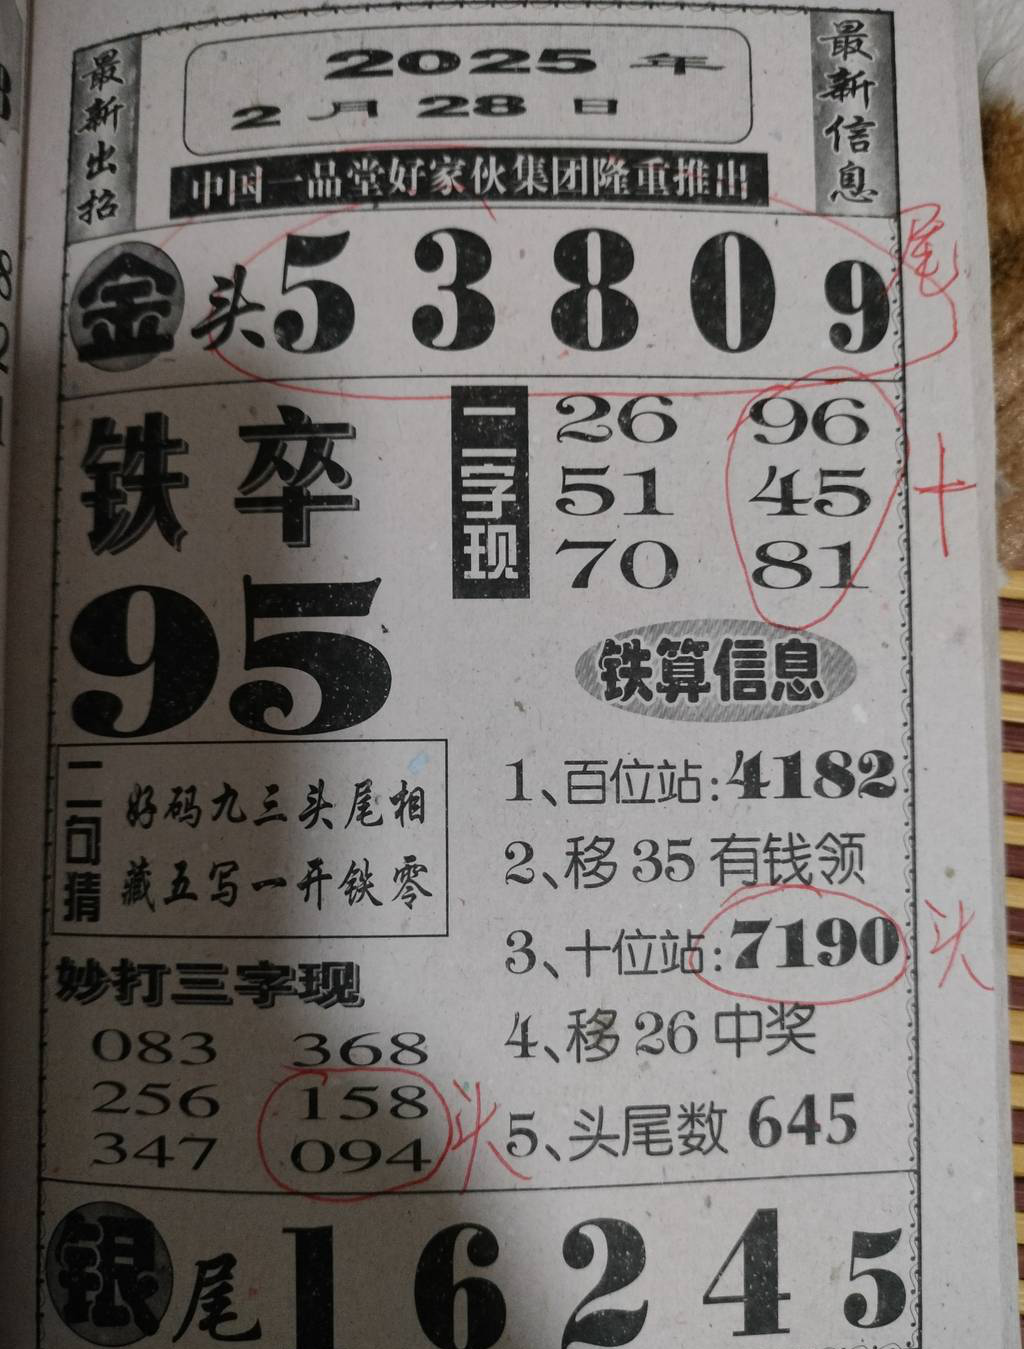 最新出招
2025年
2月28日
最新信息
中国一品堂好家伙集团隆重推出
金头53809
尾
铁卒
95
二字现
26 96
51 45
70 81
十
铁算信息
二句猜
好码九三头尾相
藏五写一开铁零
1、百位站:4182
2、移35有钱领
3、十位站:7190
头
4、移26中奖
5、头尾数645
妙打三字现
083 368
256 158
347 094
头
银尾16245